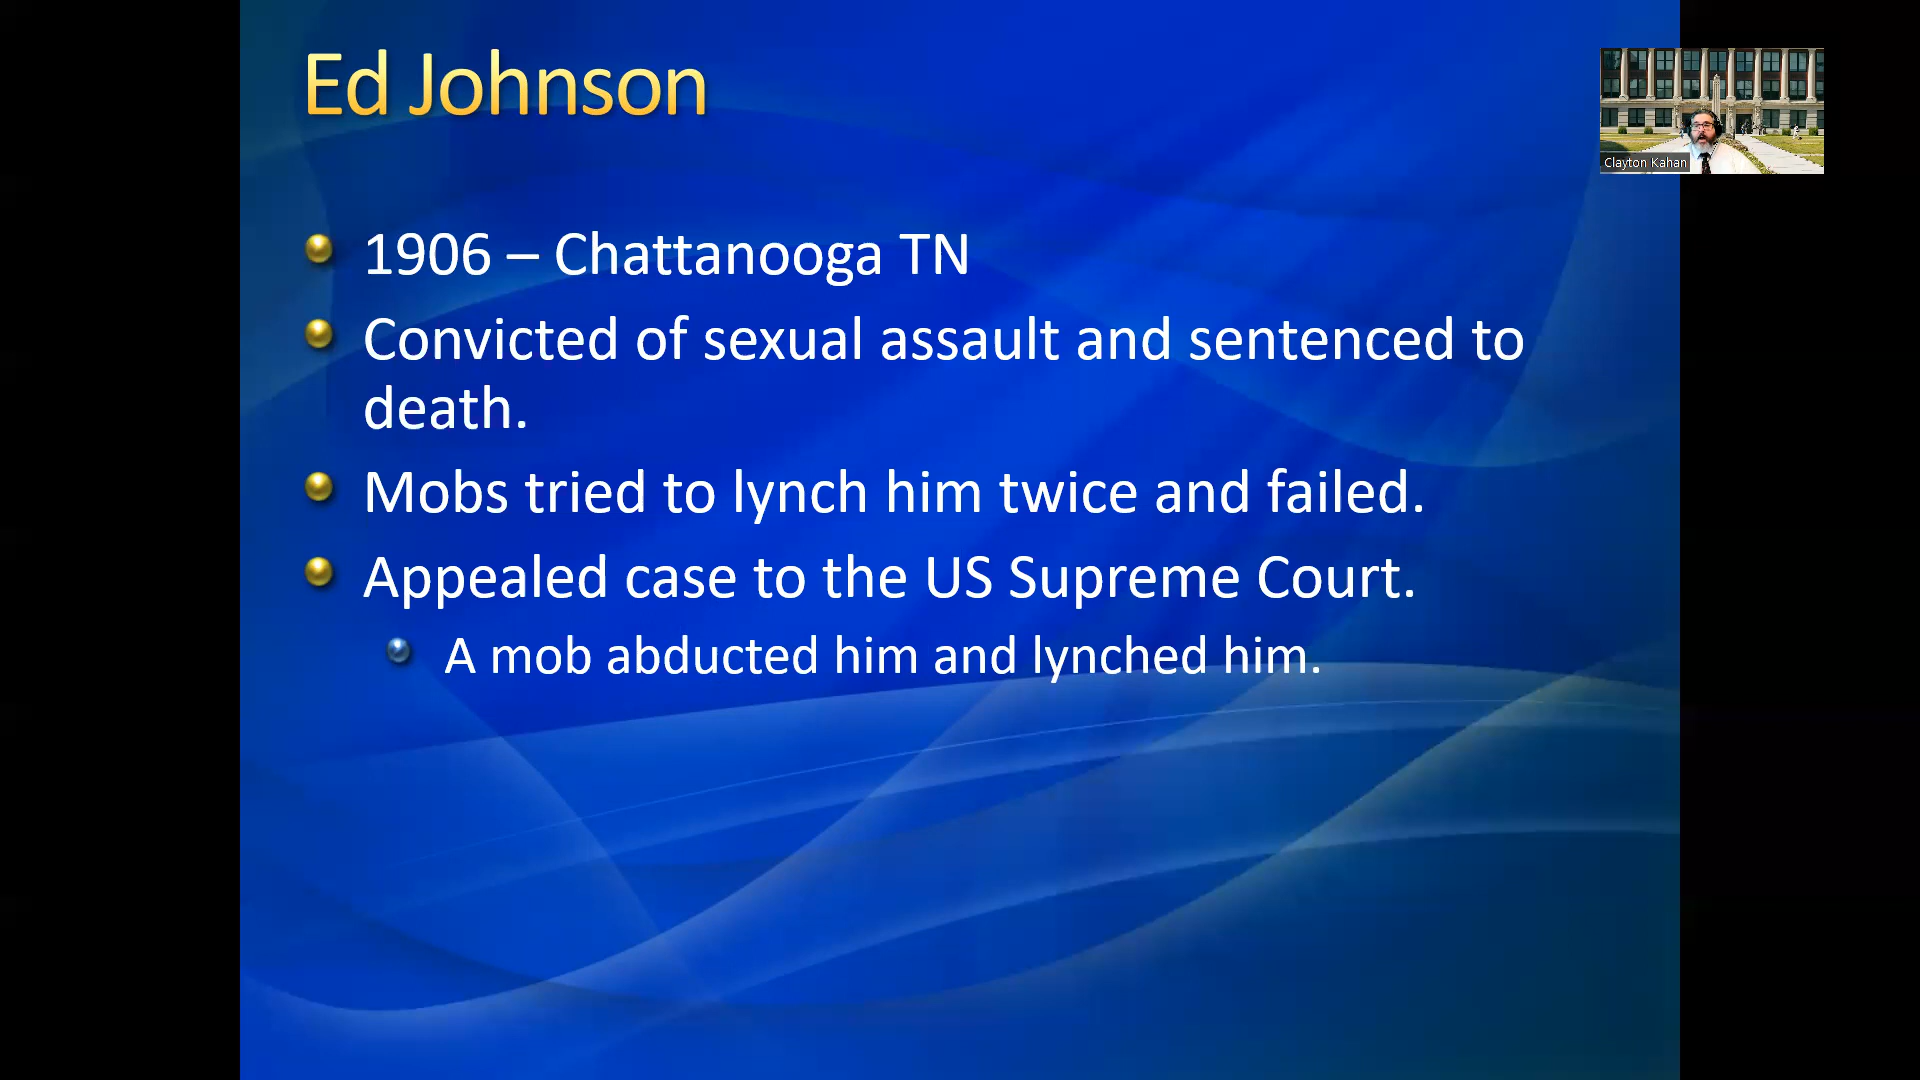 Ed Johnson
Clayton Kahan
1906 – Chattanooga TN
Convicted of sexual assault and sentenced to
death.
Mobs tried to lynch him twice and failed.
Appealed case to the US Supreme Court.
A mob abducted him and lynched him.